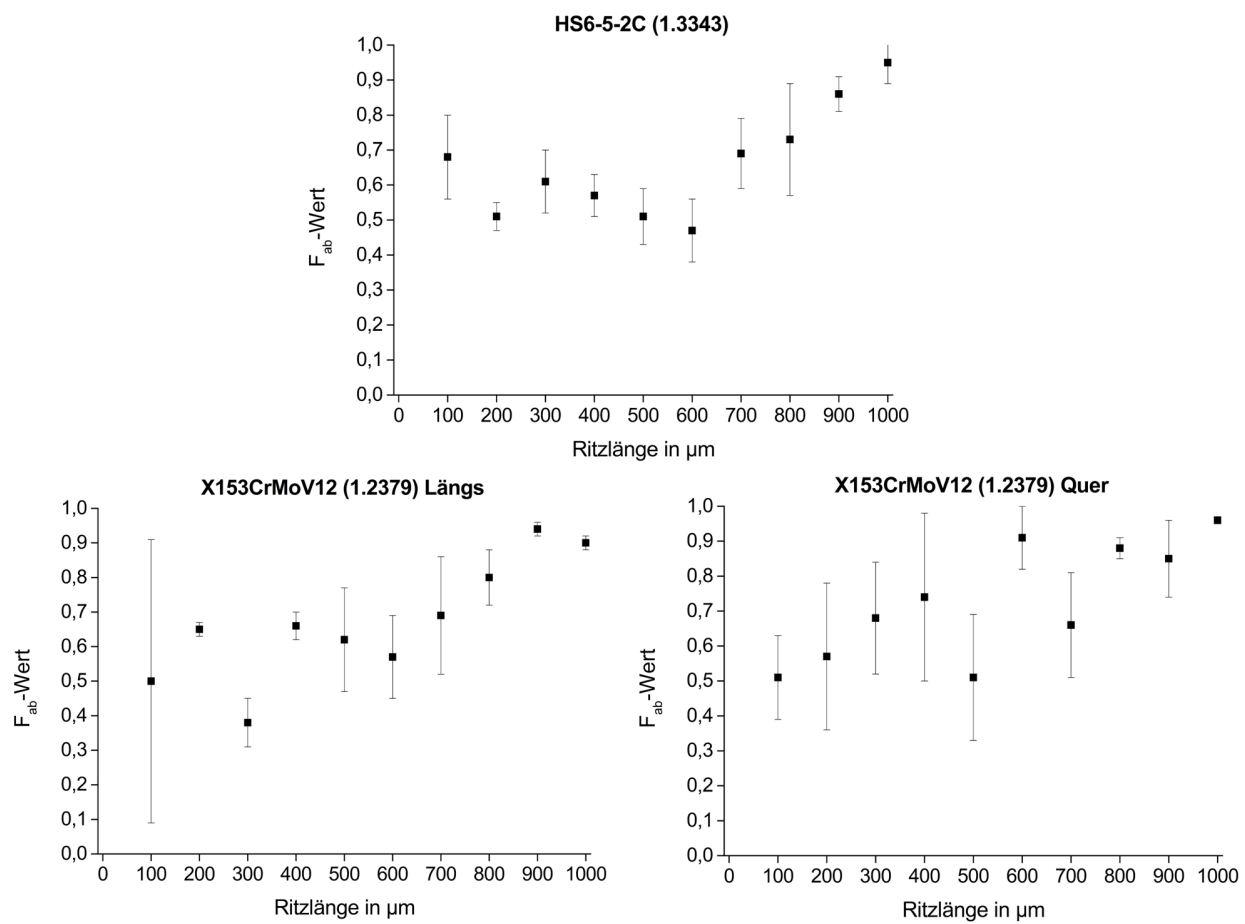 HS6-5-2C (1.3343)
1,0
0,9
0,8
0,7
0,6
0,5
0,4
0,3
0,2
0,1
0,0
F_ab-Wert
0 100 200 300 400 500 600 700 800 900 1000
Ritzlänge in µm
X153CrMoV12 (1.2379) Längs
1,0
0,9
0,8
0,7
0,6
0,5
0,4
0,3
0,2
0,1
0,0
F_ab-Wert
0 100 200 300 400 500 600 700 800 900 1000
Ritzlänge in µm
X153CrMoV12 (1.2379) Quer
1,0
0,9
0,8
0,7
0,6
0,5
0,4
0,3
0,2
0,1
0,0
F_ab-Wert
0 100 200 300 400 500 600 700 800 900 1000
Ritzlänge in µm